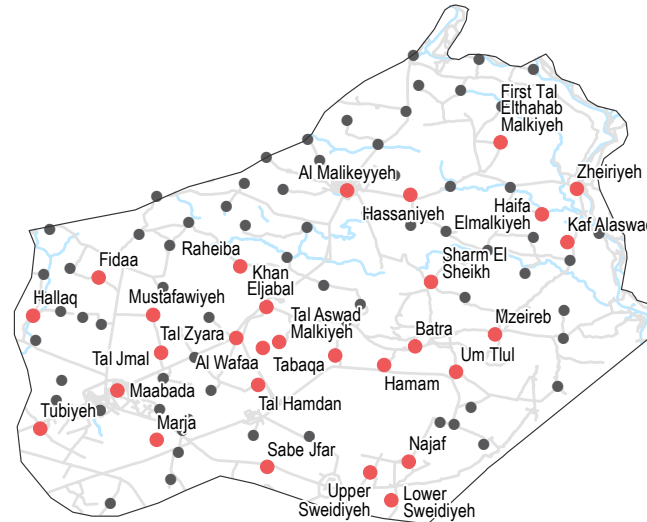 First Tal
Elthahab
Malkiyeh
Al Malikeyyeh
Zheiriyeh
Hassaniyeh
Haifa
Elmalkiyeh
Kaf Alaswad
Raheiba
Sharm El
Sheikh
Fidaa
Khan
Eljabal
Hallaq
Mustafawiyeh
Tal Aswad
Malkiyeh
Mzeireb
Tal Zyara
Batra
Tal Jmal
Al Wafaa
Tabaqa
Um Tlul
Hamam
Maabada
Tal Hamdan
Tubiyeh
Marja
Sabe Jfar
Najaf
Upper
Sweidiyeh
Lower
Sweidiyeh